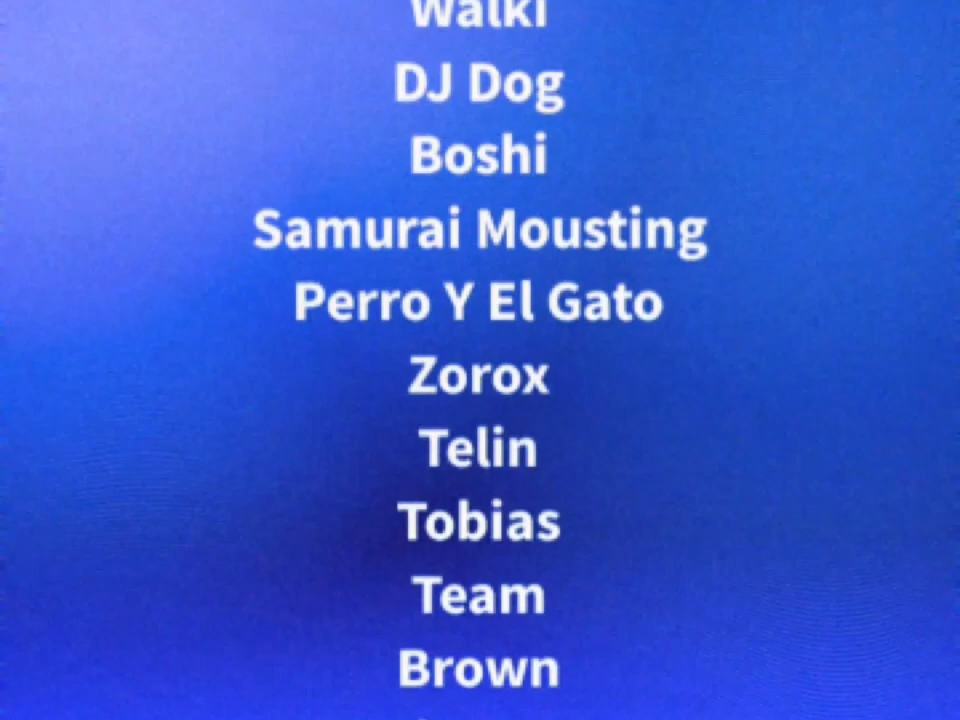 Walki
DJ Dog
Boshi
Samurai Mousting
Perro Y El Gato
Zorox
Telin
Tobias
Team
Brown